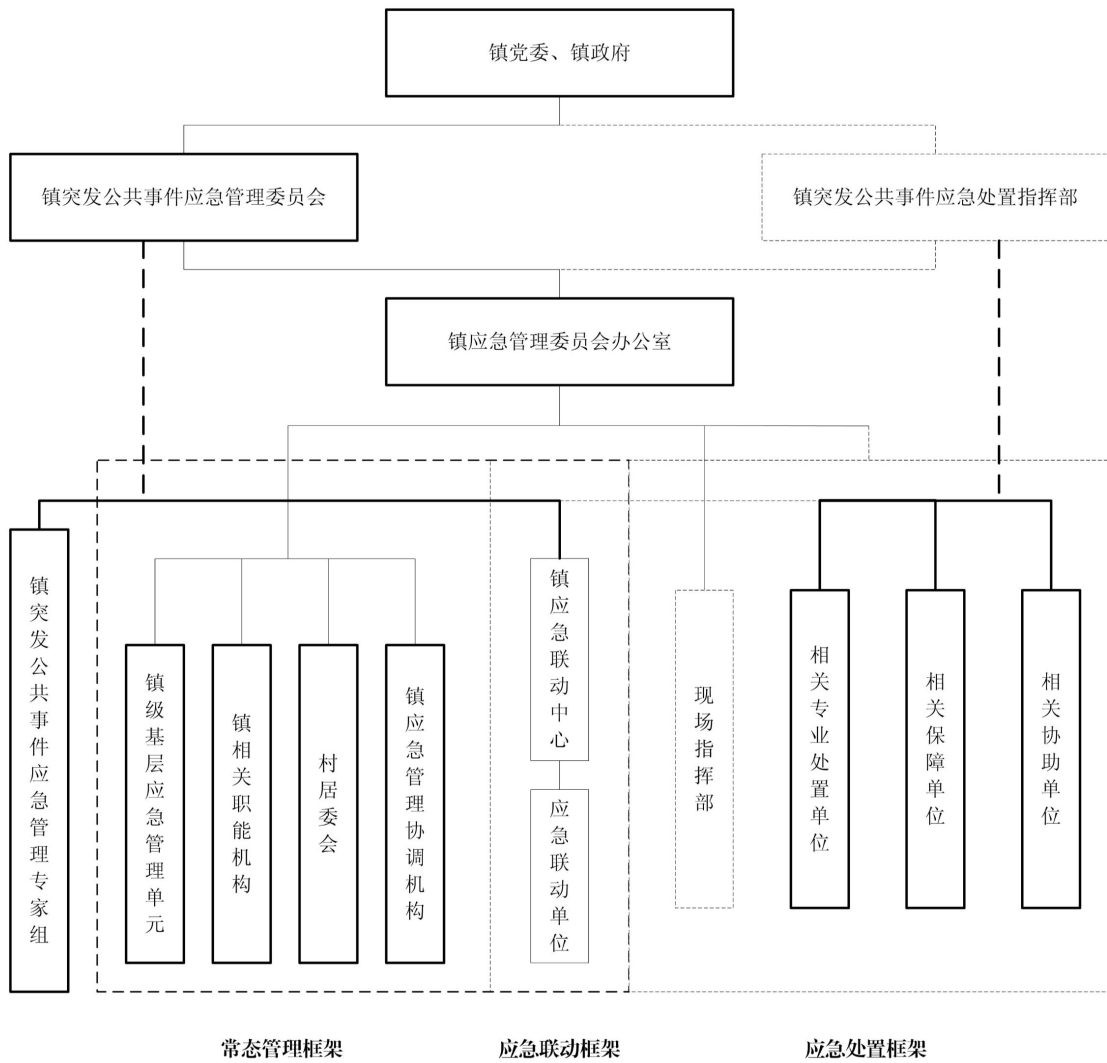 镇党委、镇政府
镇突发公共事件应急管理委员会
镇突发公共事件应急处置指挥部
镇应急管理委员会办公室
镇突发公共事件应急管理专家组
镇级基层应急管理单元
镇相关职能机构
村居委会
镇应急管理协调机构
镇应急联动中心
应急联动单位
现场指挥部
相关专业处置单位
相关保障单位
相关协助单位
常态管理框架
应急联动框架
应急处置框架